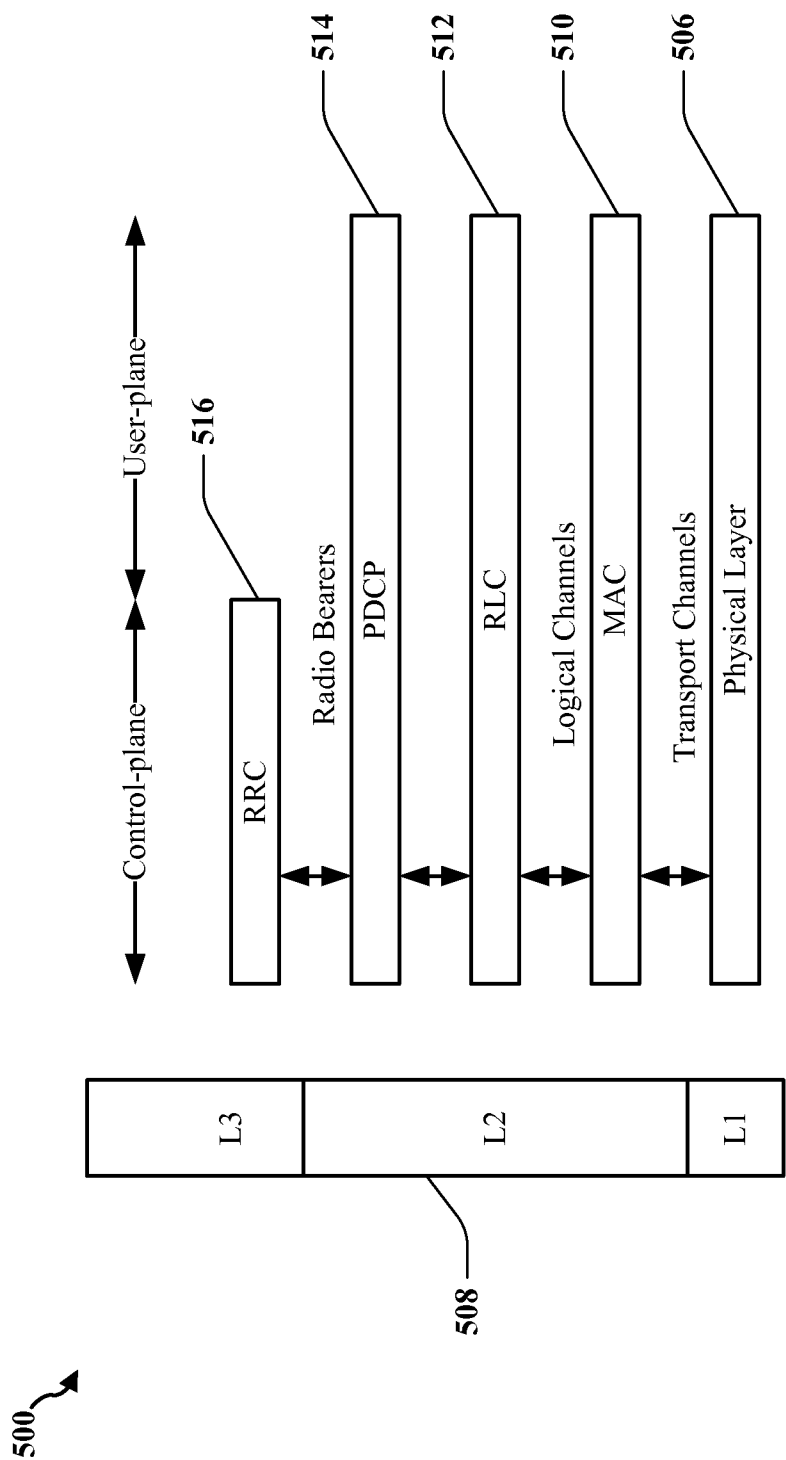 500
Control-plane
User-plane
516
L3
RRC
Radio Bearers
514
PDCP
L2
508
512
RLC
Logical Channels
510
MAC
Transport Channels
506
L1
Physical Layer